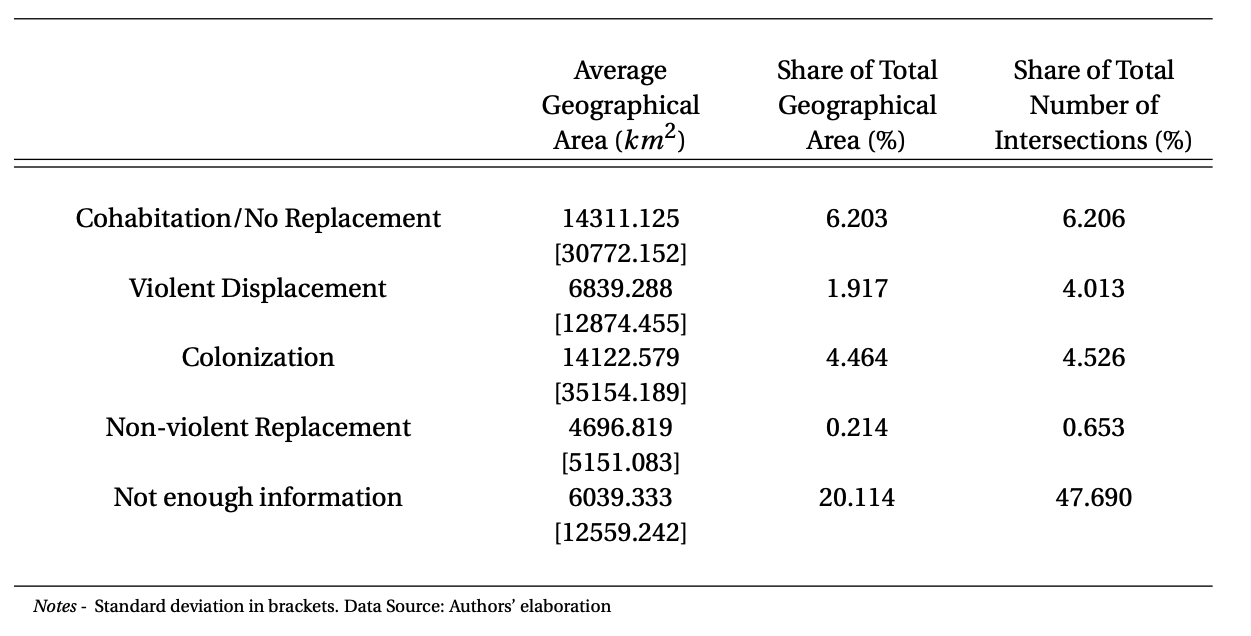 Average Share of Total Share of Total
Geographical Geographical Number of
Area (km²) Area (%) Intersections (%)
Cohabitation/No Replacement 14311.125 6.203 6.206
[30772.152]
Violent Displacement 6839.288 1.917 4.013
[12874.455]
Colonization 14122.579 4.464 4.526
[35154.189]
Non-violent Replacement 4696.819 0.214 0.653
[5151.083]
Not enough information 6039.333 20.114 47.690
[12559.242]
Notes - Standard deviation in brackets. Data Source: Authors' elaboration